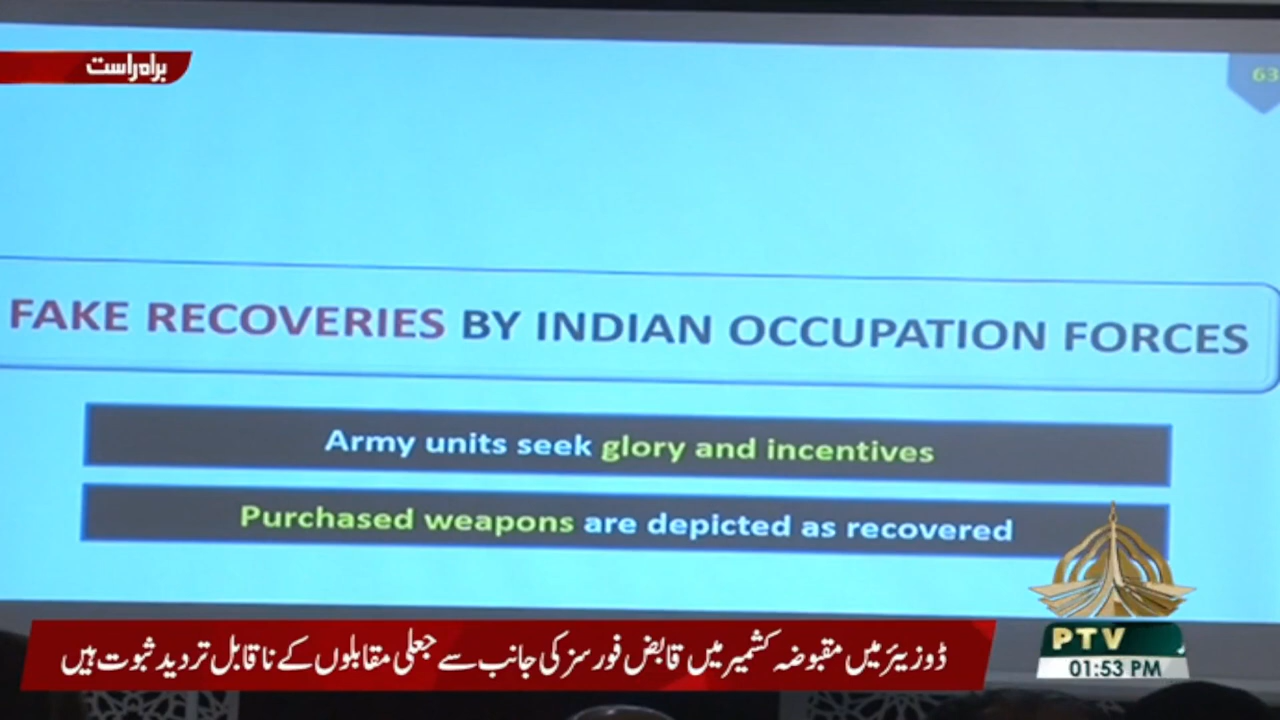 براہ راست
63
FAKE RECOVERIES BY INDIAN OCCUPATION FORCES
Army units seek glory and incentives
Purchased weapons are depicted as recovered
ڈوزیئر میں مقبوضہ کشمیر میں قابض فورسز کی جانب سے جعلی مقابلوں کے ناقابل تردید ثبوت ہیں
PTV
01:53 PM